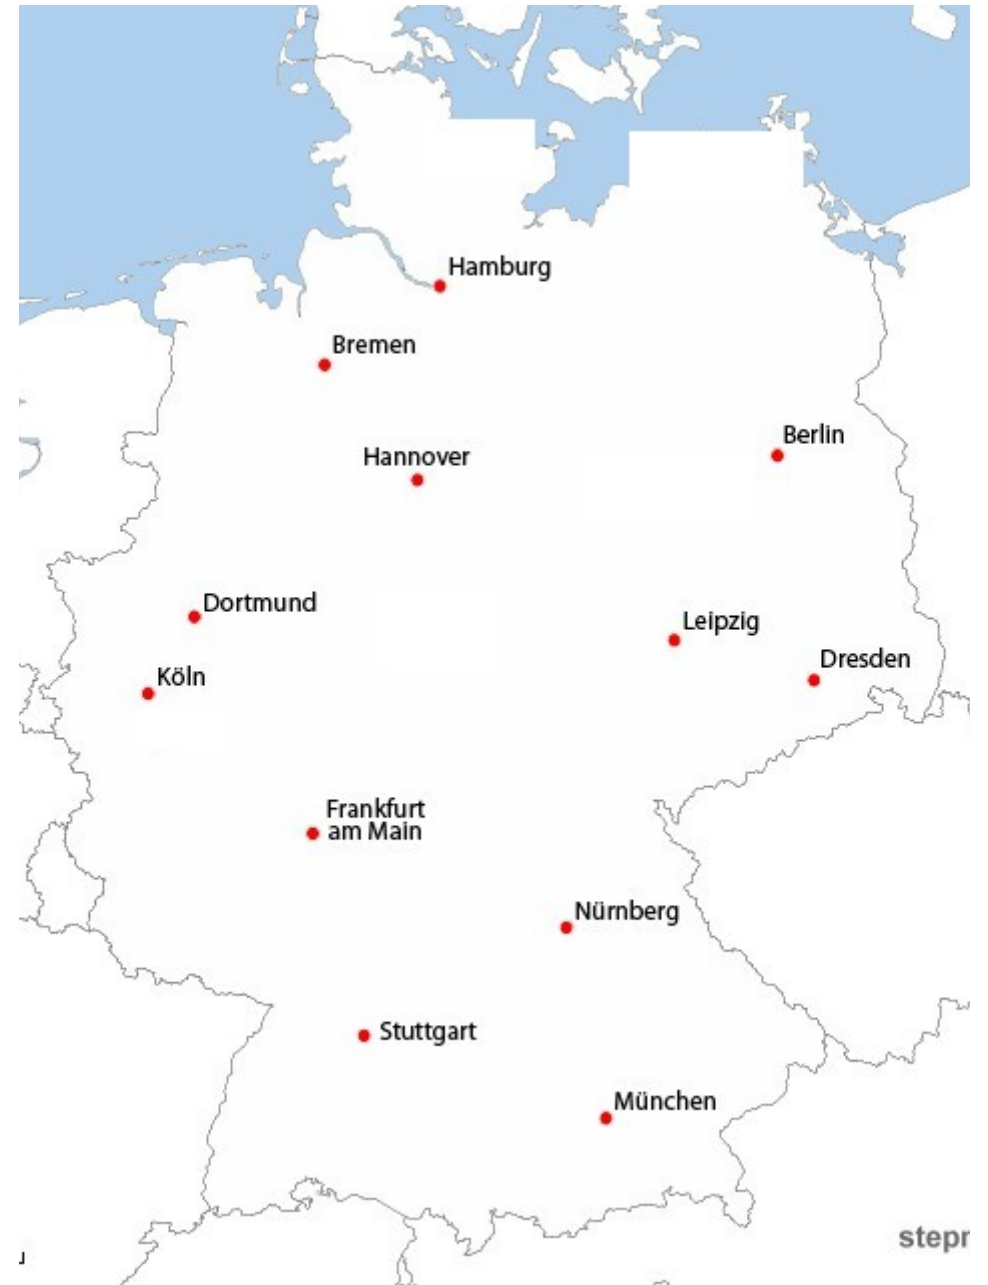 Hamburg
Bremen
Berlin
Hannover
Dortmund
Leipzig
Dresden
Köln
Frankfurt
am Main
Nürnberg
Stuttgart
München
stepr